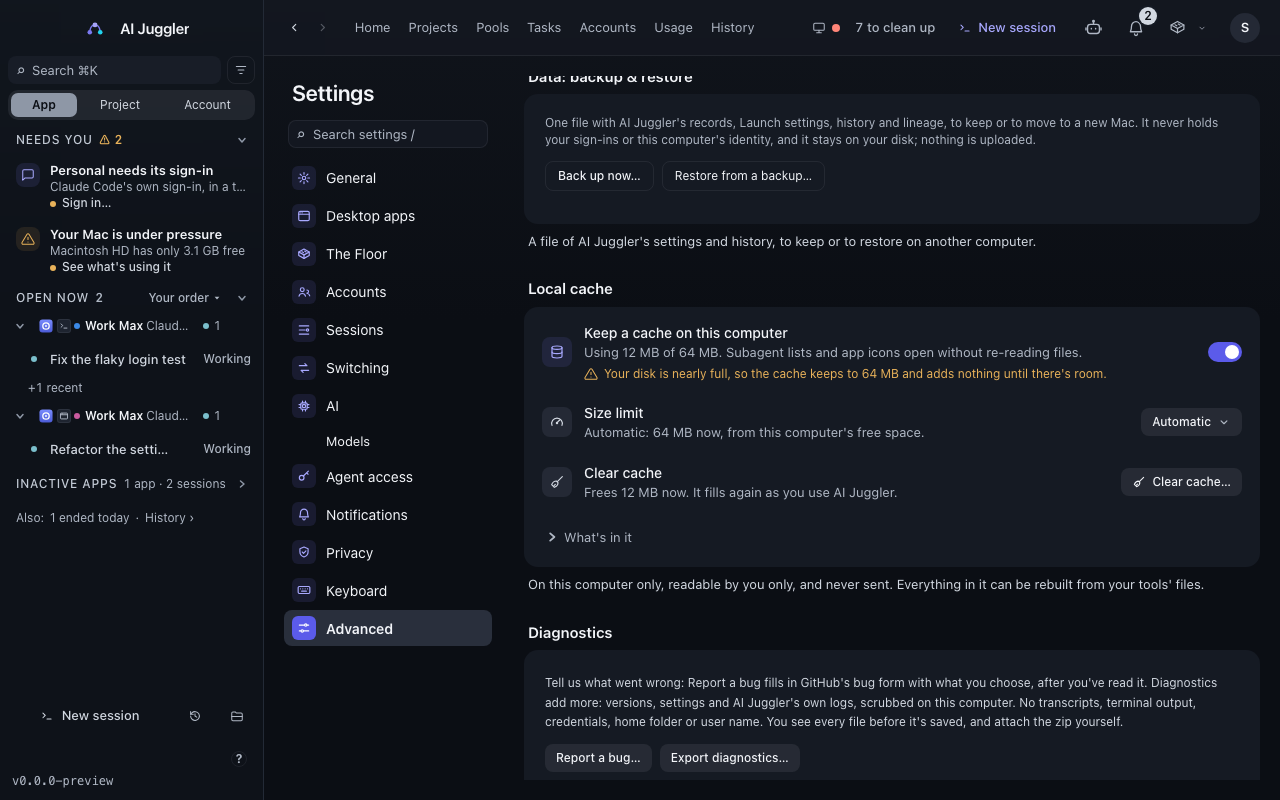 AI Juggler
Search ⌘K
App
Project
Account
NEEDS YOU 2
Personal needs its sign-in
Claude Code's own sign-in, in a t...
Sign in...
Your Mac is under pressure
Macintosh HD has only 3.1 GB free
See what's using it
OPEN NOW 2
Your order
Work Max Claud... 1
Fix the flaky login test Working
+1 recent
Work Max Claud... 1
Refactor the setti... Working
INACTIVE APPS 1 app · 2 sessions
Also: 1 ended today · History ›
New session
?
v0.0.0-preview
Home
Projects
Pools
Tasks
Accounts
Usage
History
7 to clean up
New session
2
S
Settings
Search settings /
General
Desktop apps
The Floor
Accounts
Sessions
Switching
AI
Models
Agent access
Notifications
Privacy
Keyboard
Advanced
Data: backup & restore
One file with AI Juggler's records, Launch settings, history and lineage, to keep or to move to a new Mac. It never holds
your sign-ins or this computer's identity, and it stays on your disk; nothing is uploaded.
Back up now...
Restore from a backup...
A file of AI Juggler's settings and history, to keep or to restore on another computer.
Local cache
Keep a cache on this computer
Using 12 MB of 64 MB. Subagent lists and app icons open without re-reading files.
Your disk is nearly full, so the cache keeps to 64 MB and adds nothing until there's room.
Size limit
Automatic: 64 MB now, from this computer's free space.
Automatic
Clear cache
Frees 12 MB now. It fills again as you use AI Juggler.
Clear cache...
What's in it
On this computer only, readable by you only, and never sent. Everything in it can be rebuilt from your tools' files.
Diagnostics
Tell us what went wrong: Report a bug fills in GitHub's bug form with what you choose, after you've read it. Diagnostics
add more: versions, settings and AI Juggler's own logs, scrubbed on this computer. No transcripts, terminal output,
credentials, home folder or user name. You see every file before it's saved, and attach the zip yourself.
Report a bug...
Export diagnostics...